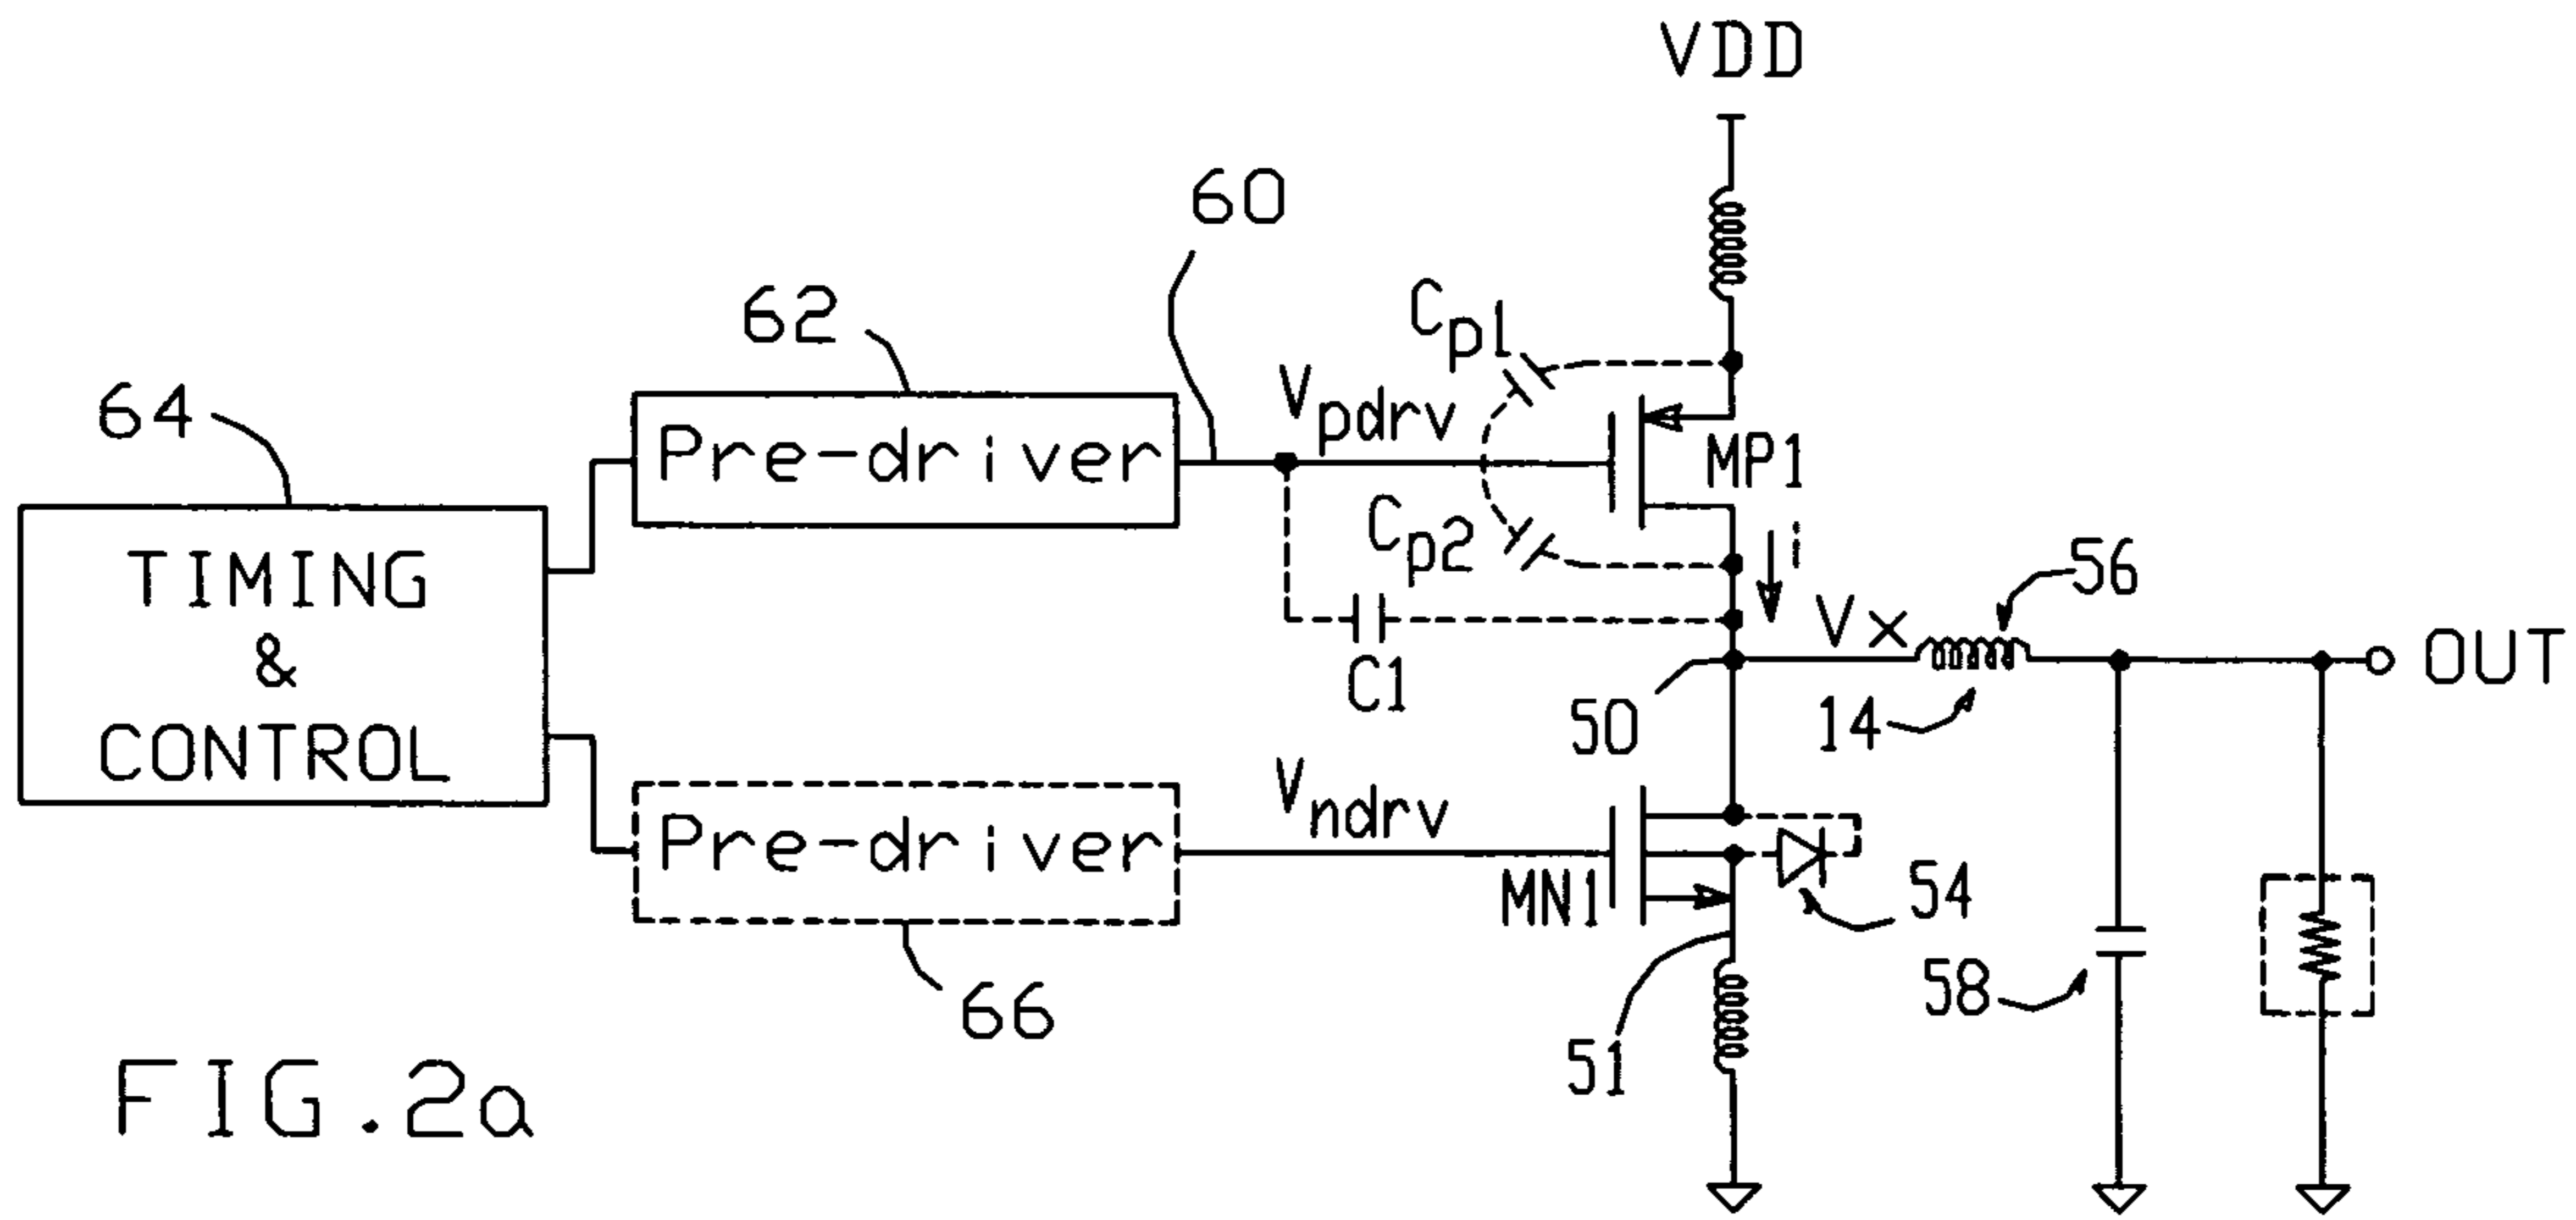 VDD
60
62
Cp1
64
Vpdrv
Pre-driver
MP1
Cp2
i
TIMING
&
CONTROL
56
Vx
OUT
C1
50
14
Vndrv
Pre-driver
MN1
54
58
66
51
FIG.2a